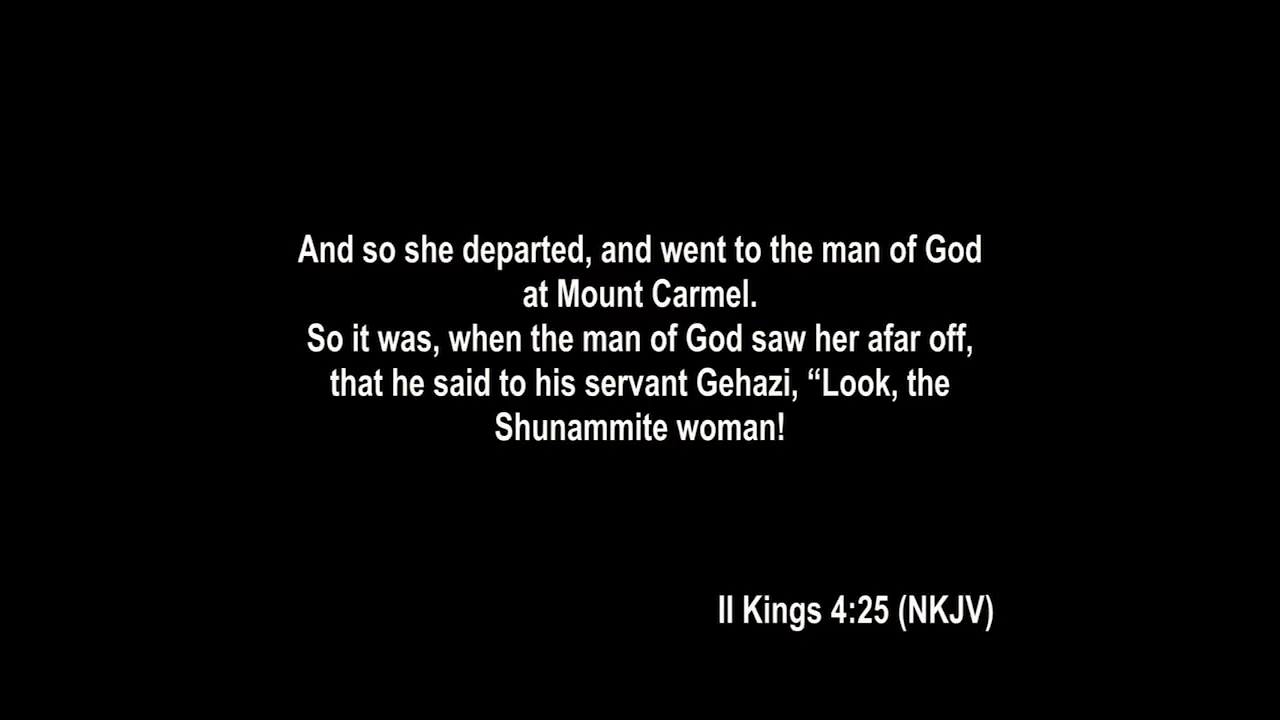 And so she departed, and went to the man of God
at Mount Carmel.
So it was, when the man of God saw her afar off,
that he said to his servant Gehazi, “Look, the
Shunammite woman!
II Kings 4:25 (NKJV)